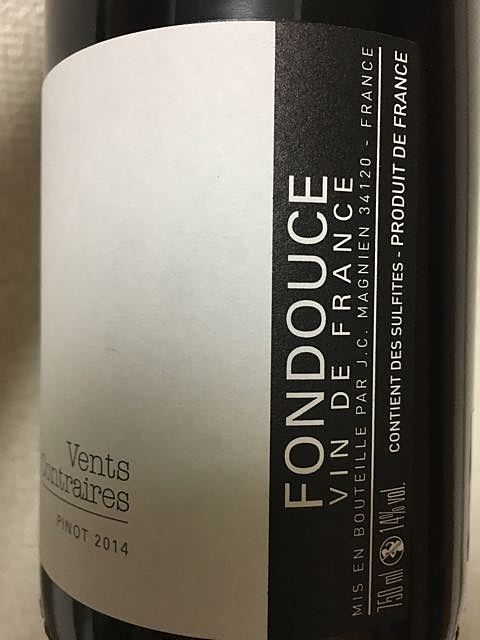 Vents
Contraires
PINOT 2014
FONDOUCE
VIN DE FRANCE
MIS EN BOUTEILLE PAR J.C. MAGNIEN 34120 - FRANCE
750 ml 14% vol. CONTIENT DES SULFITES - PRODUIT DE FRANCE